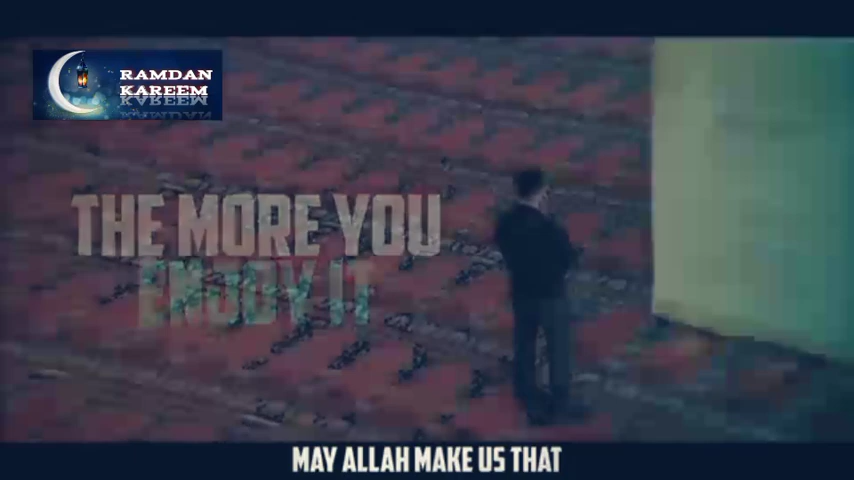 RAMDAN
KAREEM
THE MORE YOU
ENJOY IT
MAY ALLAH MAKE US THAT